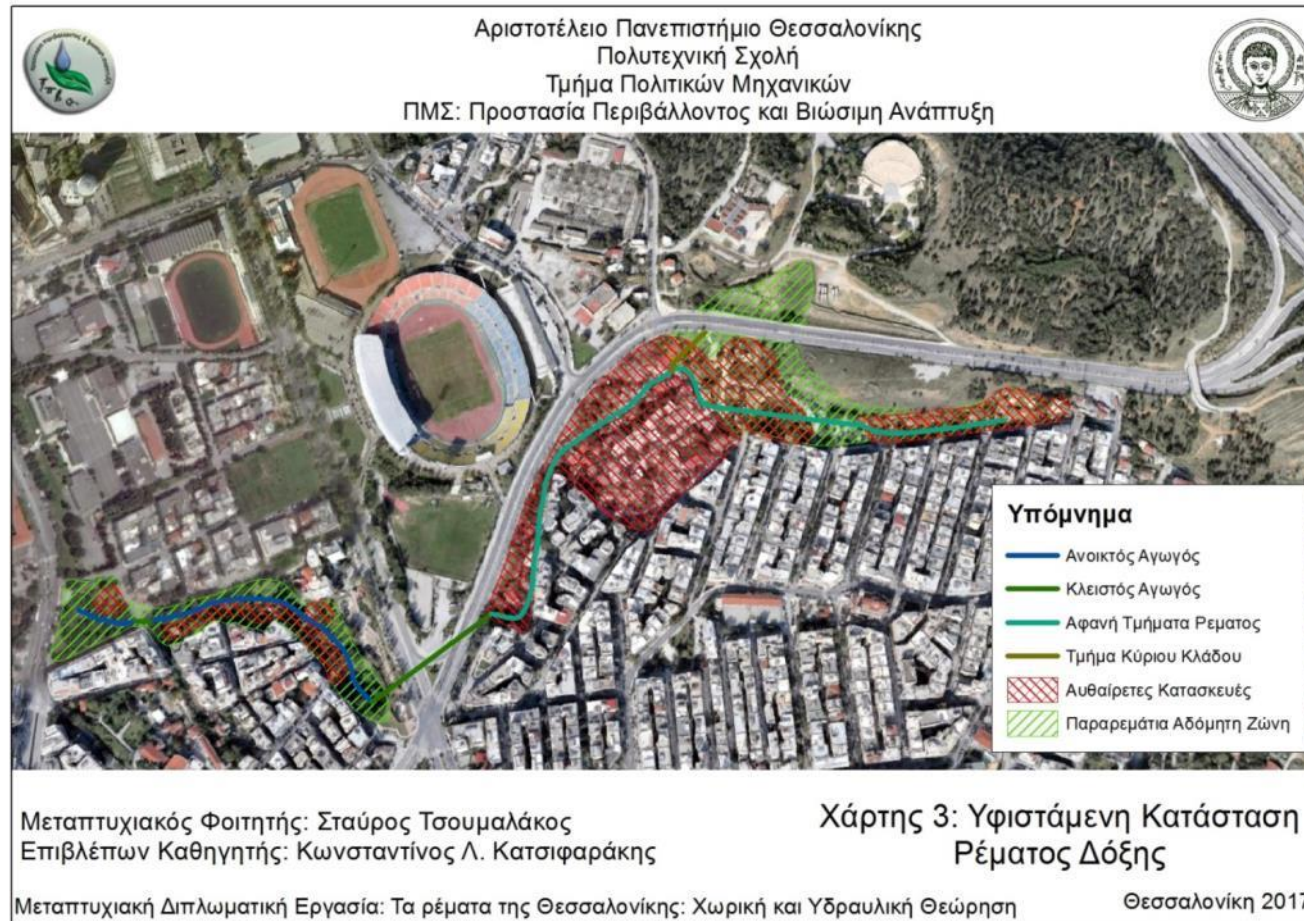 Αριστοτέλειο Πανεπιστήμιο Θεσσαλονίκης
Πολυτεχνική Σχολή
Τμήμα Πολιτικών Μηχανικών
ΠΜΣ: Προστασία Περιβάλλοντος και Βιώσιμη Ανάπτυξη
Υπόμνημα
Ανοικτός Αγωγός
Κλειστός Αγωγός
Αφανή Τμήματα Ρεματος
Τμήμα Κύριου Κλάδου
Αυθαίρετες Κατασκευές
Παραρεμάτια Αδόμητη Ζώνη
Μεταπτυχιακός Φοιτητής: Σταύρος Τσουμαλάκος
Επιβλέπων Καθηγητής: Κωνσταντίνος Λ. Κατσιφαράκης
Χάρτης 3: Υφιστάμενη Κατάσταση
Ρέματος Δόξης
Μεταπτυχιακή Διπλωματική Εργασία: Τα ρέματα της Θεσσαλονίκης: Χωρική και Υδραυλική Θεώρηση
Θεσσαλονίκη 2017